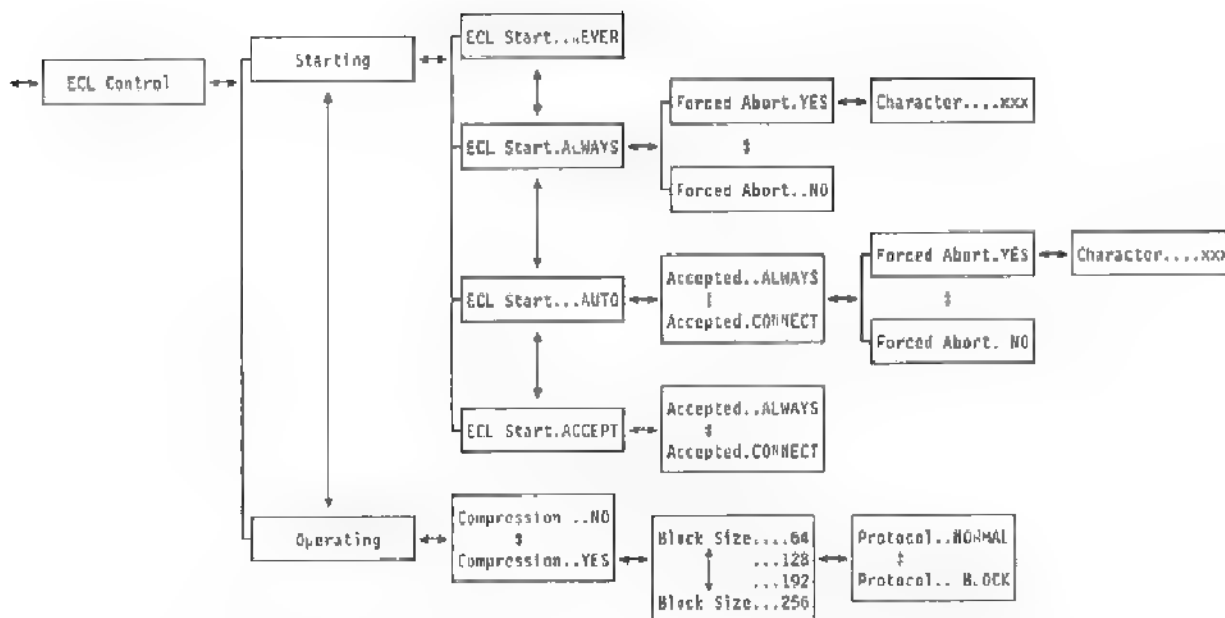 ECL Control
Starting
ECL Start..NEVER
ECL Start.ALWAYS
Forced Abort.YES
Character....xxx
Forced Abort..NO
ECL Start...AUTO
Accepted..ALWAYS
Accepted.CONNECT
Forced Abort.YES
Character....xxx
Forced Abort. NO
ECL Start.ACCEPT
Accepted..ALWAYS
Accepted.CONNECT
Operating
Compression ..NO
Compression..YES
Block Size....64
...128
...192
Block Size...256
Protocol..NORMAL
Protocol.. BLOCK